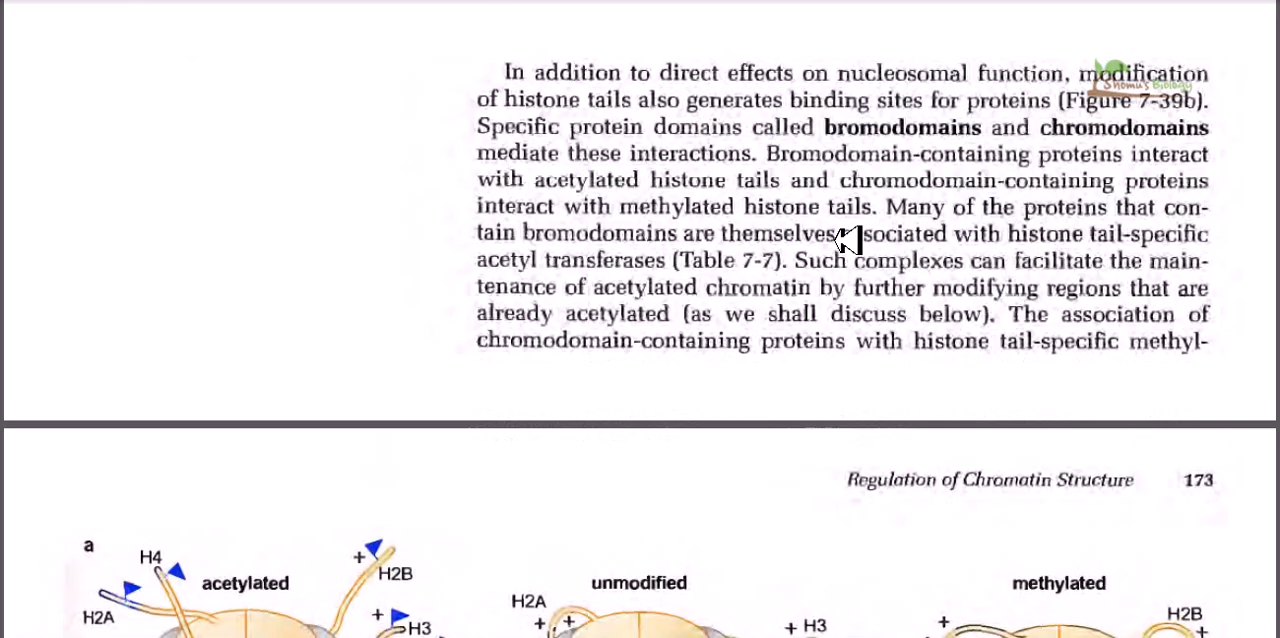 In addition to direct effects on nucleosomal function, modification
Shomu's Biology
of histone tails also generates binding sites for proteins (Figure 7-39b).
Specific protein domains called bromodomains and chromodomains
mediate these interactions. Bromodomain-containing proteins interact
with acetylated histone tails and chromodomain-containing proteins
interact with methylated histone tails. Many of the proteins that con-
tain bromodomains are themselves sociated with histone tail-specific
acetyl transferases (Table 7-7). Such complexes can facilitate the main-
tenance of acetylated chromatin by further modifying regions that are
already acetylated (as we shall discuss below). The association of
chromodomain-containing proteins with histone tail-specific methyl-
Regulation of Chromatin Structure 173
a
H4
+
acetylated
H2B
unmodified
methylated
H2A
H2A
+
H3
+ +
+ H3
+
H2B
+